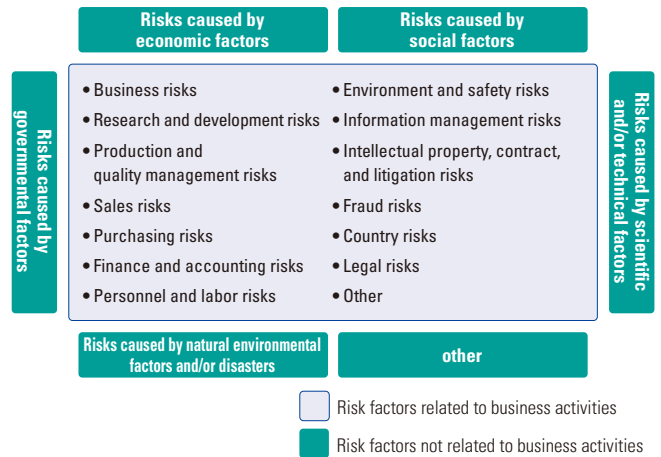 Risks caused by
economic factors
Risks caused by
social factors
Risks caused by
governmental factors
• Business risks
• Research and development risks
• Production and
quality management risks
• Sales risks
• Purchasing risks
• Finance and accounting risks
• Personnel and labor risks
• Environment and safety risks
• Information management risks
• Intellectual property, contract,
and litigation risks
• Fraud risks
• Country risks
• Legal risks
• Other
Risks caused by scientific
and/or technical factors
Risks caused by natural environmental
factors and/or disasters
other
Risk factors related to business activities
Risk factors not related to business activities